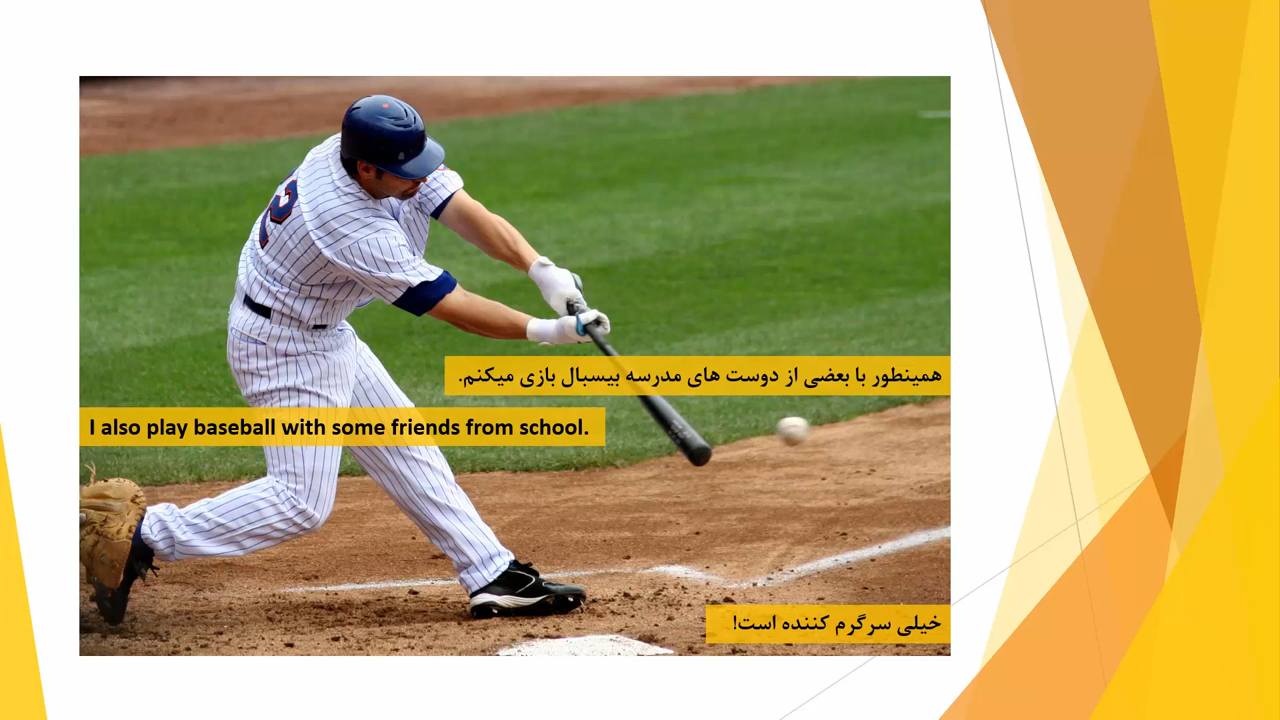 همینطور با بعضی از دوست های مدرسه بیسبال بازی میکنم.
I also play baseball with some friends from school.
خیلی سرگرم کننده است!